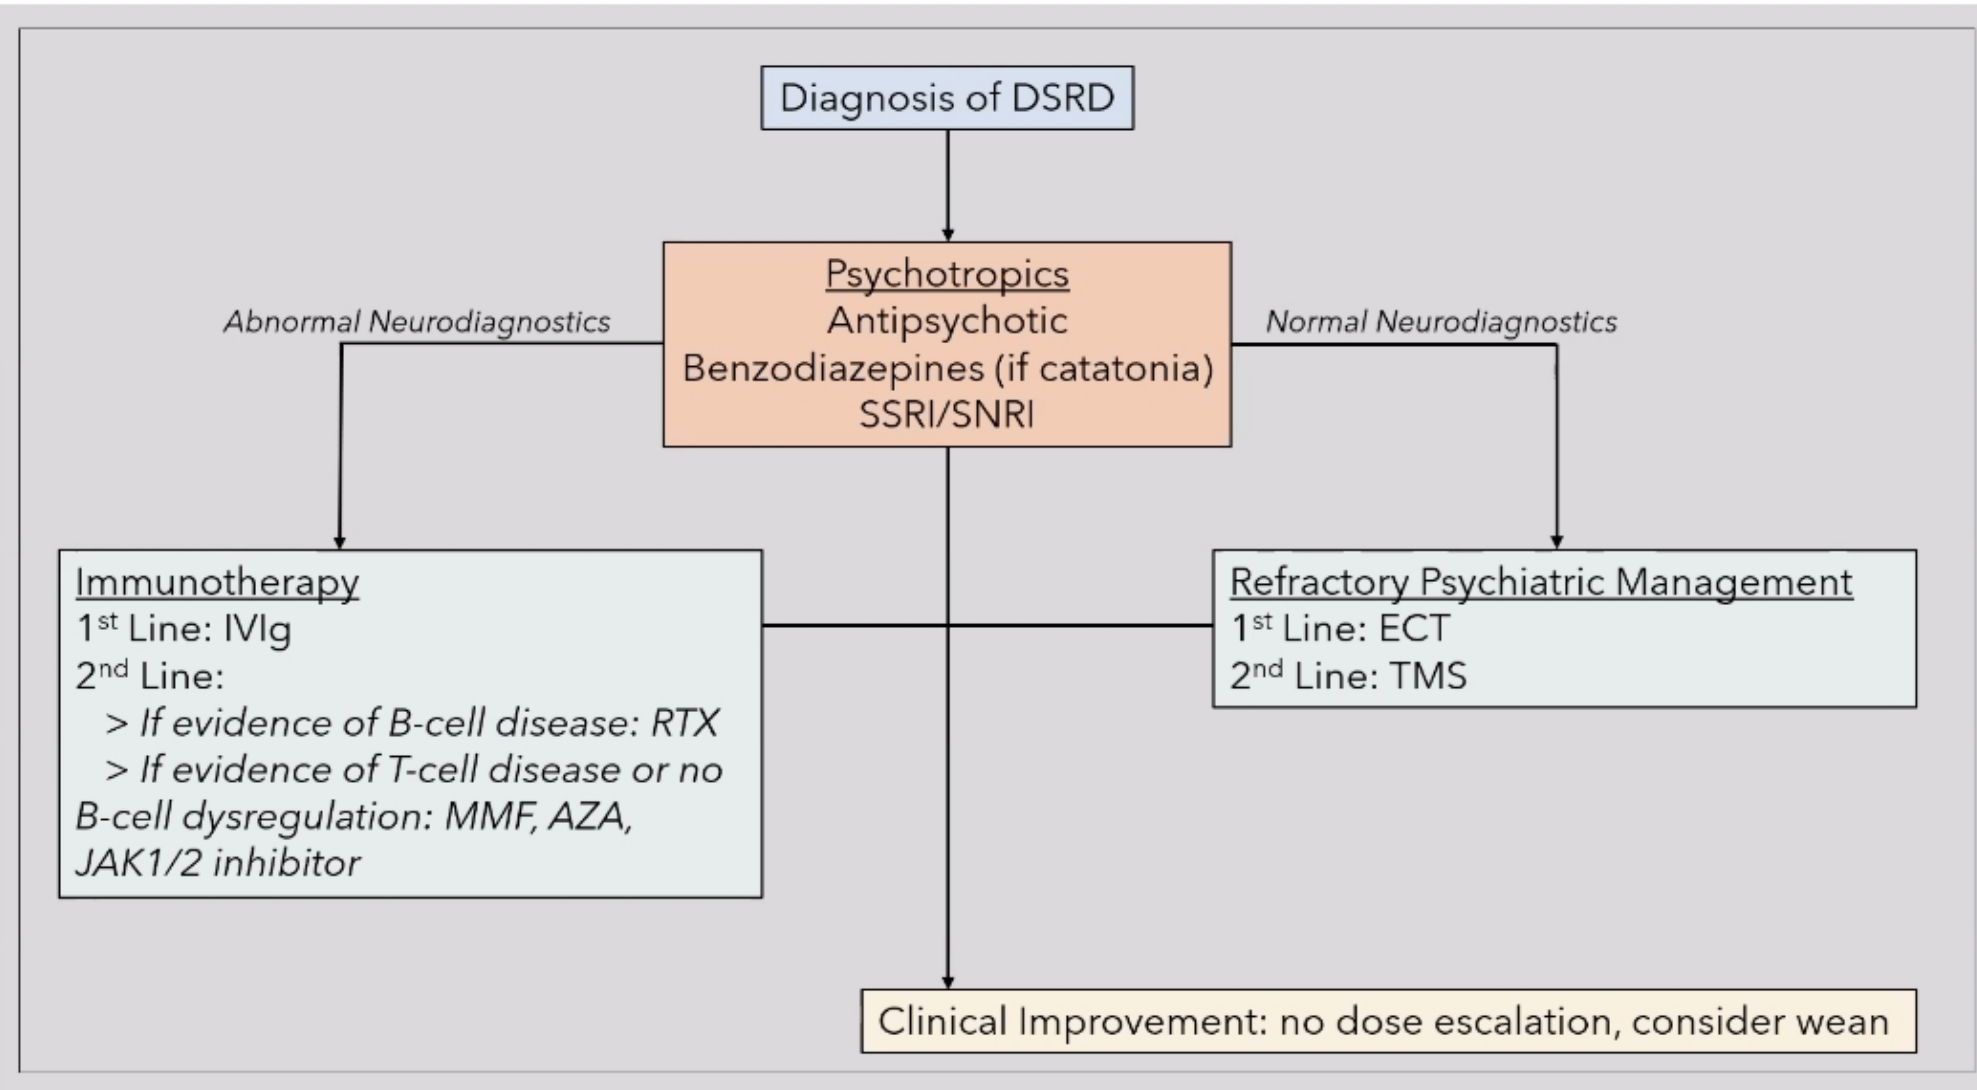 Diagnosis of DSRD
Psychotropics
Antipsychotic
Benzodiazepines (if catatonia)
SSRI/SNRI
Abnormal Neurodiagnostics
Normal Neurodiagnostics
Immunotherapy
1st Line: IVIg
2nd Line:
> If evidence of B-cell disease: RTX
> If evidence of T-cell disease or no
B-cell dysregulation: MMF, AZA,
JAK1/2 inhibitor
Refractory Psychiatric Management
1st Line: ECT
2nd Line: TMS
Clinical Improvement: no dose escalation, consider wean